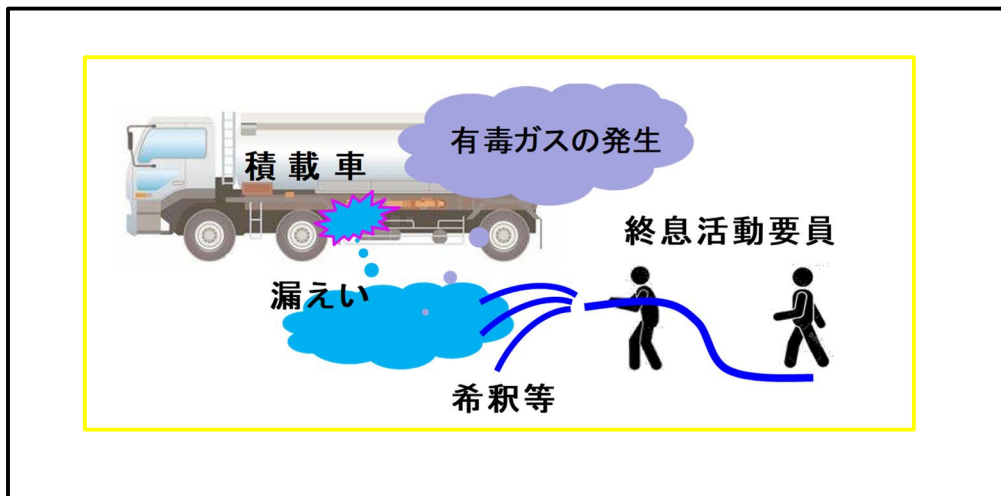 有毒ガスの発生
積載車
終息活動要員
漏えい
希釈等